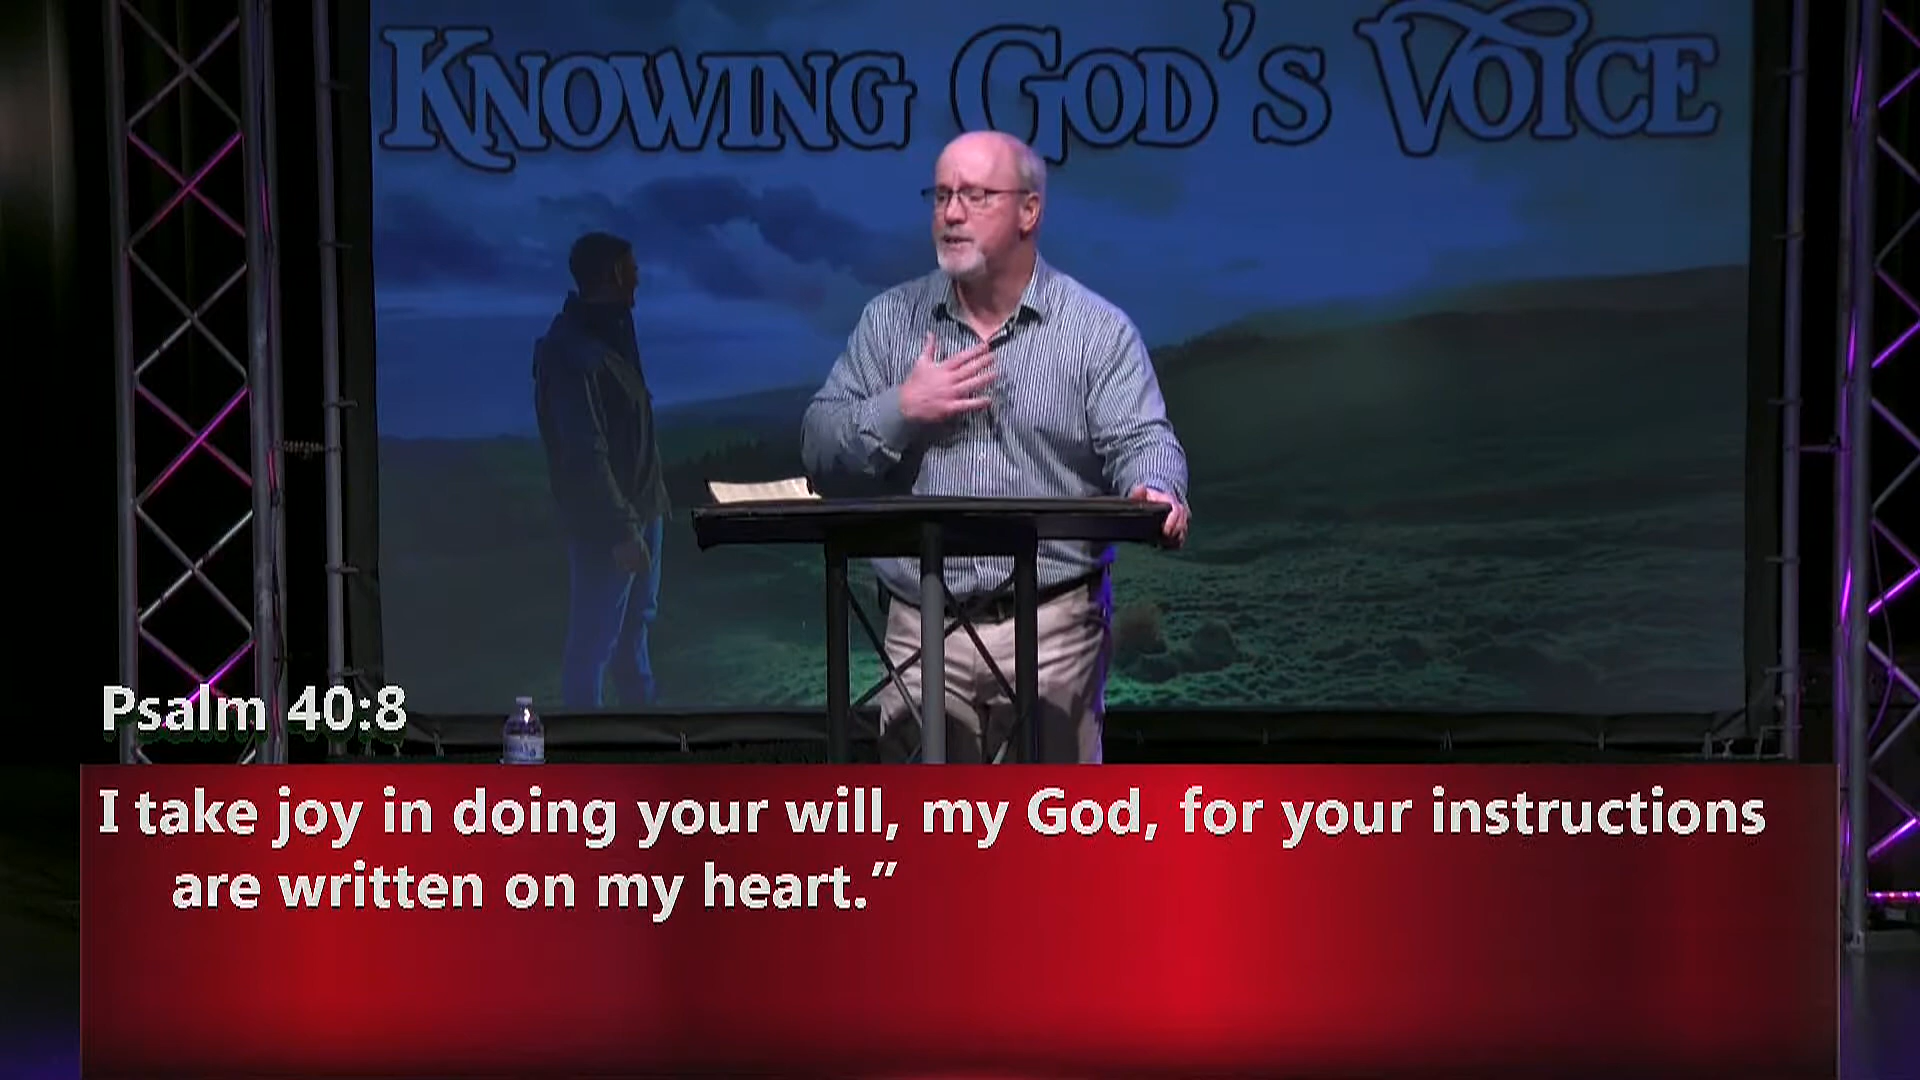 KNOWING GOD'S VOICE
Psalm 40:8
I take joy in doing your will, my God, for your instructions
are written on my heart.”